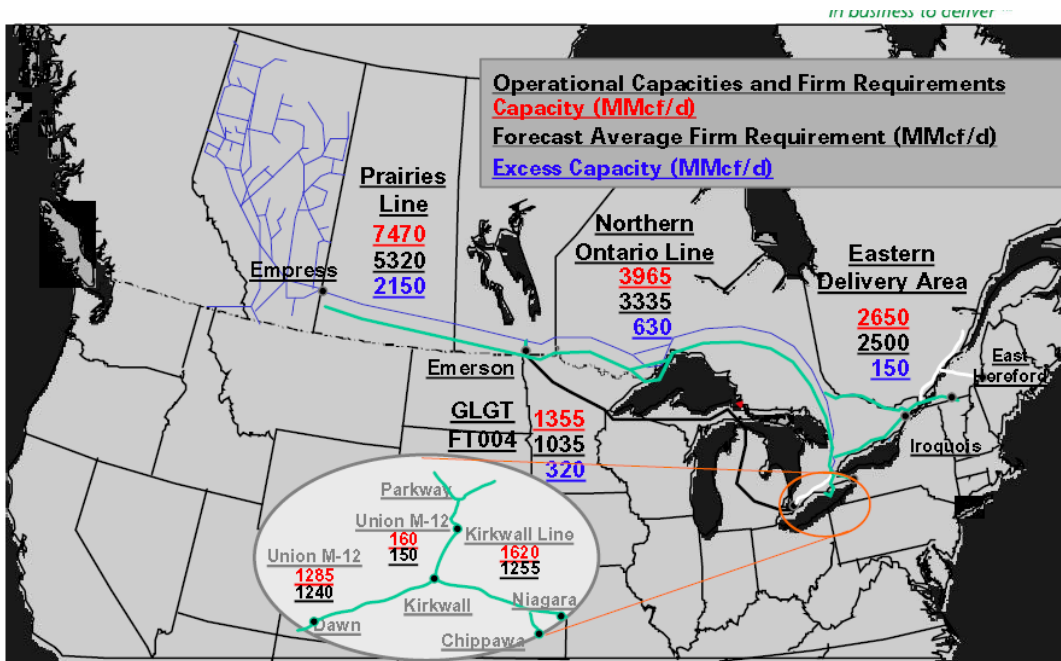 in business to deliver
Operational Capacities and Firm Requirements
Capacity (MMcf/d)
Forecast Average Firm Requirement (MMcf/d)
Excess Capacity (MMcf/d)
Prairies
Line
7470
5320
2150
Empress
Northern
Ontario Line
3965
3335
630
Eastern
Delivery Area
2650
2500
150
East
Hereford
Iroquois
Emerson
GLGT
FT004
1355
1035
320
Parkway
Union M-12
160
150
Kirkwall Line
1620
1255
Union M-12
1285
1240
Dawn
Kirkwall
Niagara
Chippawa